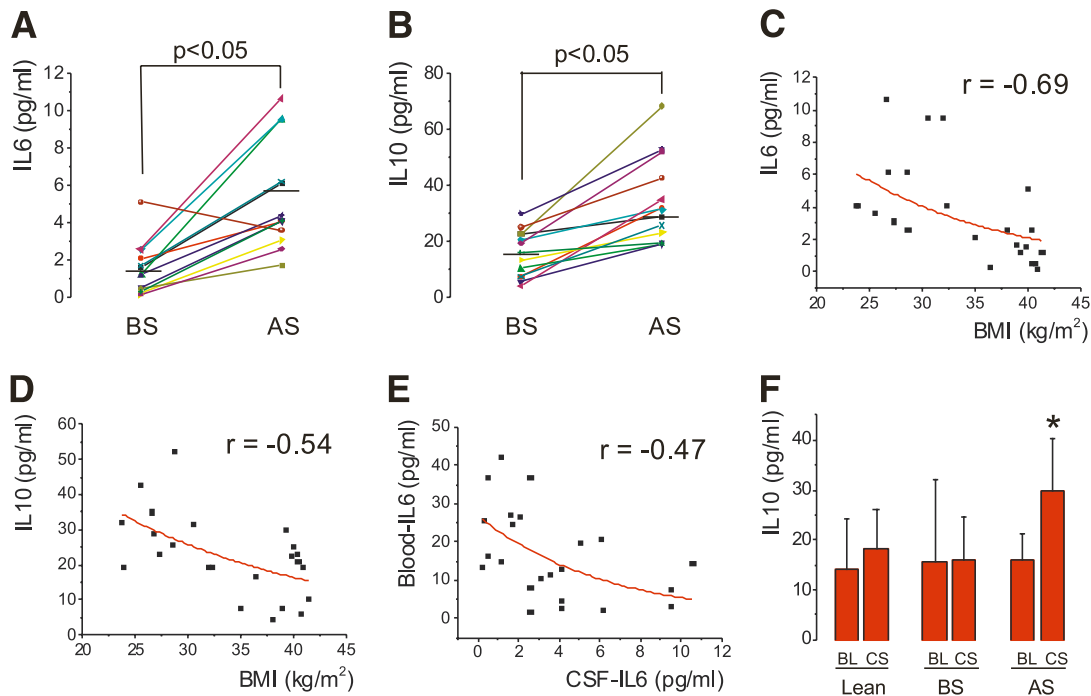 A
p<0.05
IL6 (pg/ml)
12
10
8
6
4
2
0
BS
AS
B
p<0.05
IL10 (pg/ml)
80
60
40
20
0
BS
AS
C
r = -0.69
IL6 (pg/ml)
12
10
8
6
4
2
0
20
25
30
35
40
45
BMI (kg/m²)
D
r = -0.54
IL10 (pg/ml)
60
50
40
30
20
10
0
20
25
30
35
40
45
BMI (kg/m²)
E
r = -0.47
Blood-IL6 (pg/ml)
50
40
30
20
10
0
0
2
4
6
8
10
12
CSF-IL6 (pg/ml)
F
*
IL10 (pg/ml)
40
30
20
10
0
BL CS
BL CS
BL CS
Lean
BS
AS